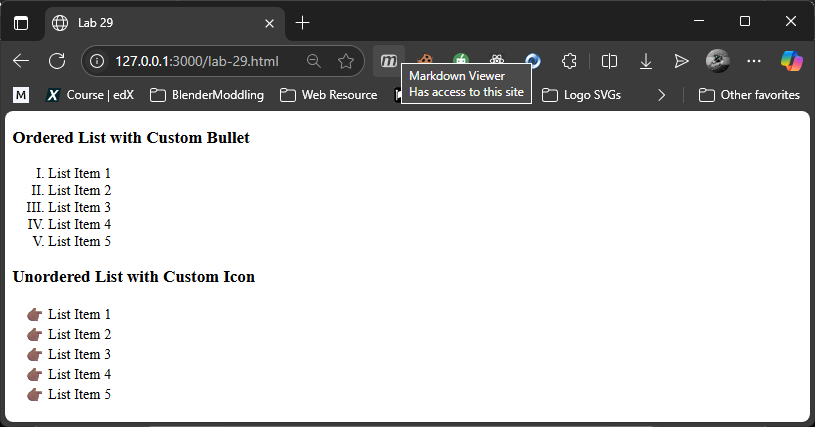 Lab 29
127.0.0.1:3000/lab-29.html
m
Markdown Viewer
Has access to this site
M
X Course | edX
BlenderModdling
Web Resource
Logo SVGs
Other favorites
Ordered List with Custom Bullet
I. List Item 1
II. List Item 2
III. List Item 3
IV. List Item 4
V. List Item 5
Unordered List with Custom Icon
List Item 1
List Item 2
List Item 3
List Item 4
List Item 5